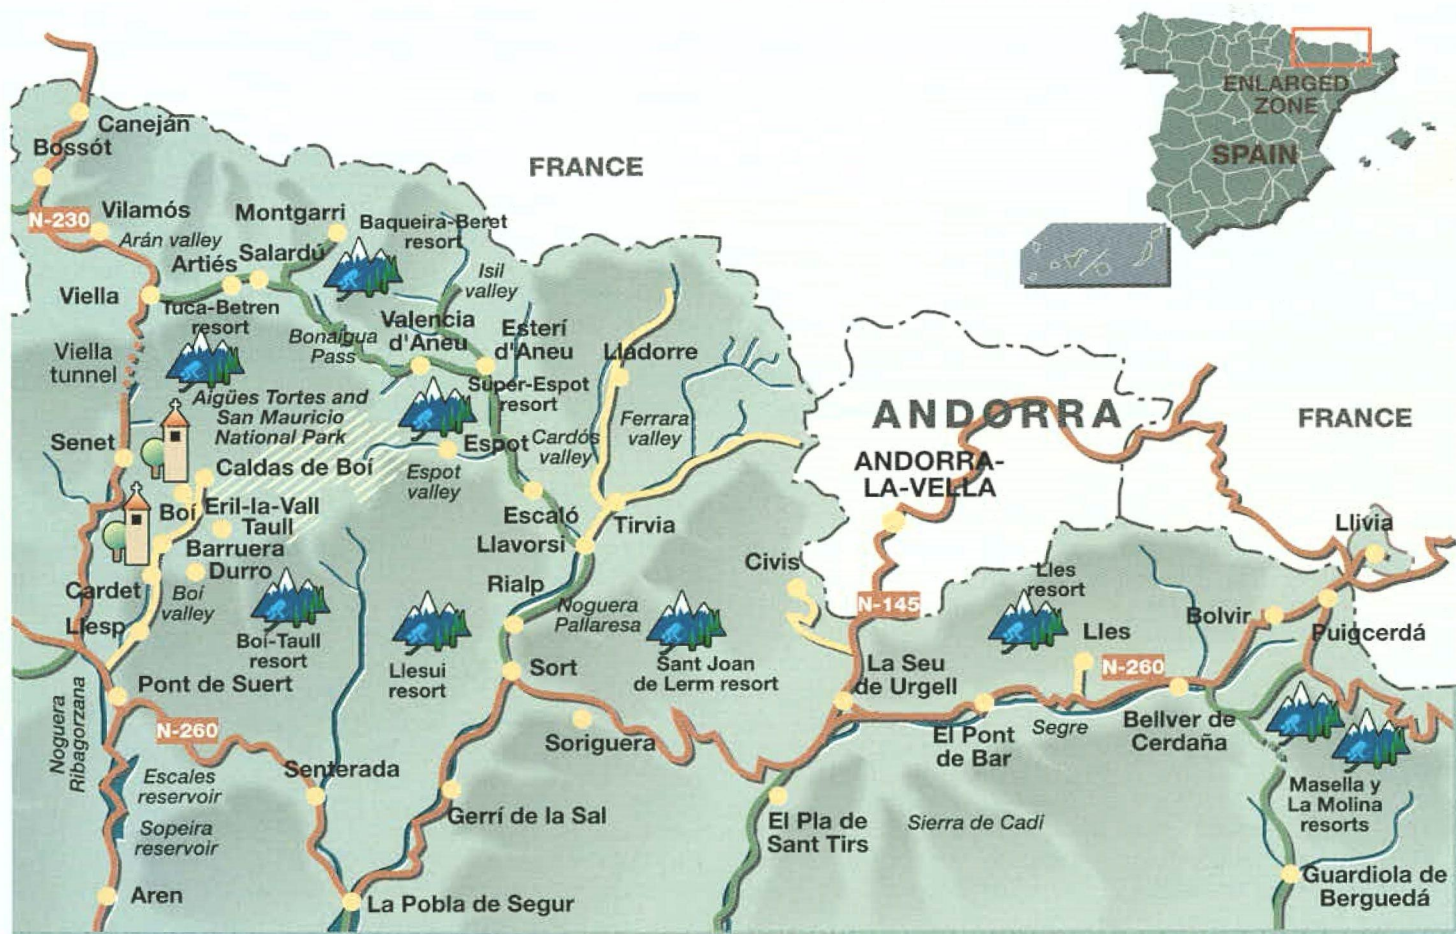 Caneján
Bossót
FRANCE
ENLARGED
ZONE
SPAIN
N-230
Vilamós
Arán valley
Montgarri
Baqueira-Beret
resort
Artiés
Salardú
Isil
valley
Viella
Tuca-Betren
resort
Bonaigua
Pass
Valencia
d'Aneu
Esterí
d'Aneu
Lladorre
Viella
tunnel
Super-Espot
resort
Aigües Tortes and
San Mauricio
National Park
ANDORRA
FRANCE
Senet
Espot
Cardós
valley
Ferrara
valley
Caldas de Boí
Espot
valley
ANDORRA-
LA-VELLA
Boí
Eril-la-Vall
Taull
Escaló
Tirvia
Llivia
Barruera
Llavorsí
Durro
Civis
Cardet
Boí
valley
Rialp
Lles
resort
Noguera
Pallaresa
N-145
Llesp
Boí-Taull
resort
Llesui
resort
Sant Joan
de Lerm resort
Lles
Bolvir
Puigcerdá
Sort
La Seu
de Urgell
N-260
Pont de Suert
Noguera
Ribagorzana
N-260
Soriguera
El Pont
de Bar
Segre
Bellver de
Cerdaña
Senterada
Escales
reservoir
Masella y
La Molina
resorts
Gerrí de la Sal
El Pla de
Sant Tirs
Sierra de Cadi
Sopeira
reservoir
Aren
La Pobla de Segur
Guardiola de
Berguedá